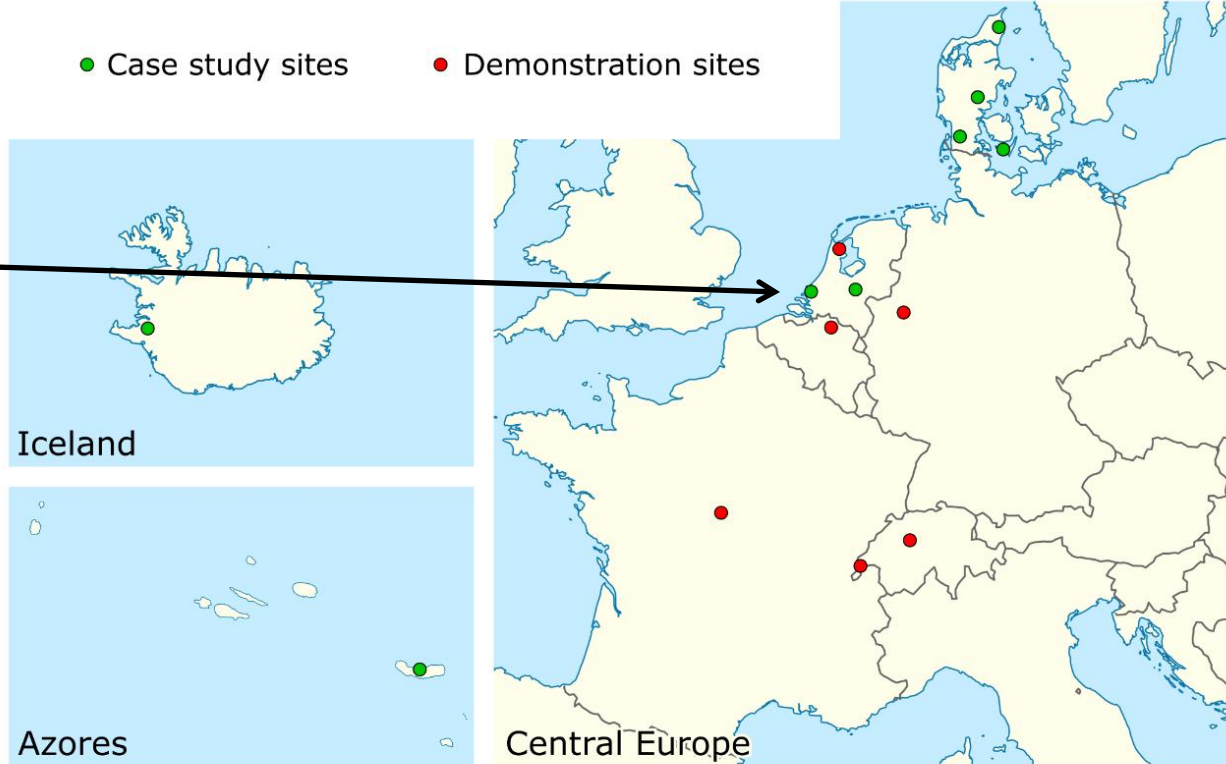 Case study sites
Demonstration sites
Iceland
Azores
Central Europe